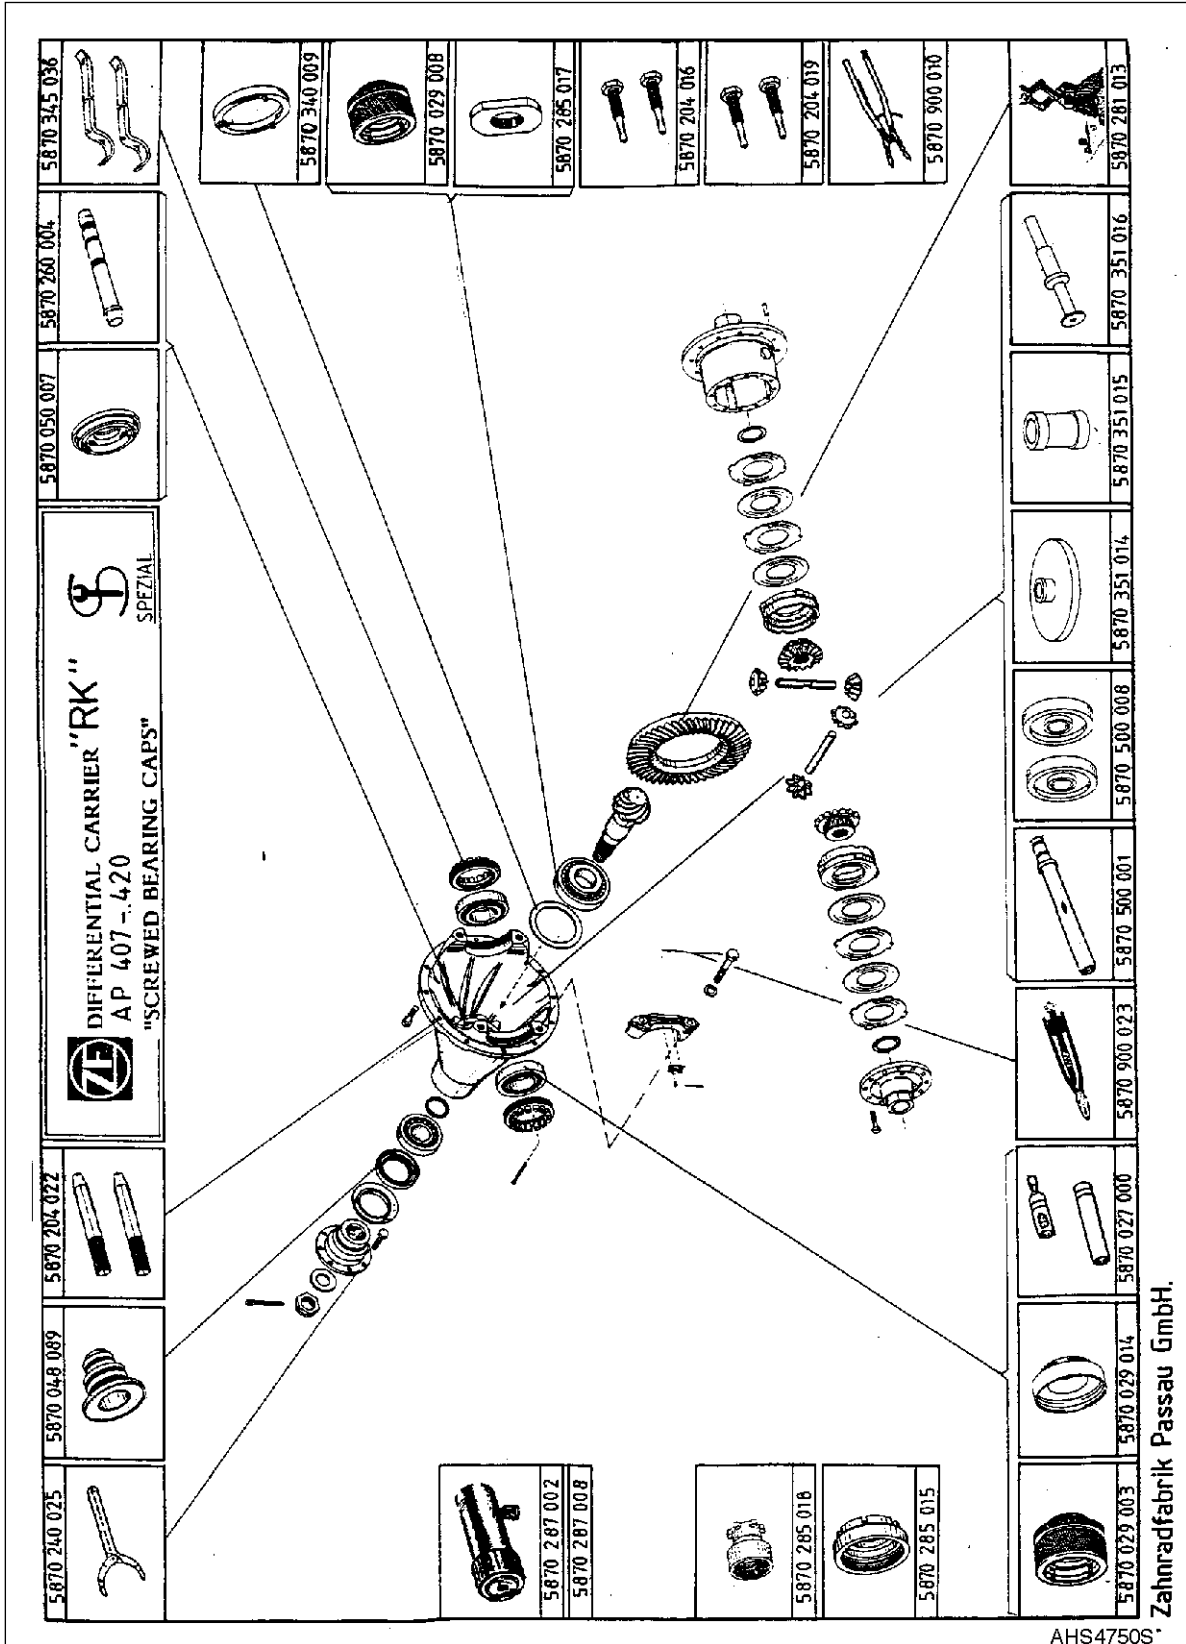 ZF
DIFFERENTIAL CARRIER "RK"
AP 407-.420
"SCREWED BEARING CAPS"
SPEZIAL
5870 240 025
5870 048 089
5870 204 022
5870 050 007
5870 260 004
5870 345 036
5870 340 009
5870 029 008
5870 285 017
5870 204 016
5870 204 019
5870 900 010
5870 287 002
5870 287 008
5870 285 018
5870 285 015
5870 029 003
5870 029 014
5870 027 000
5870 900 023
5870 500 001
5870 500 008
5870 351 014
5870 351 015
5870 351 016
5870 281 013
Zahnradfabrik Passau GmbH.
AHS4750S*